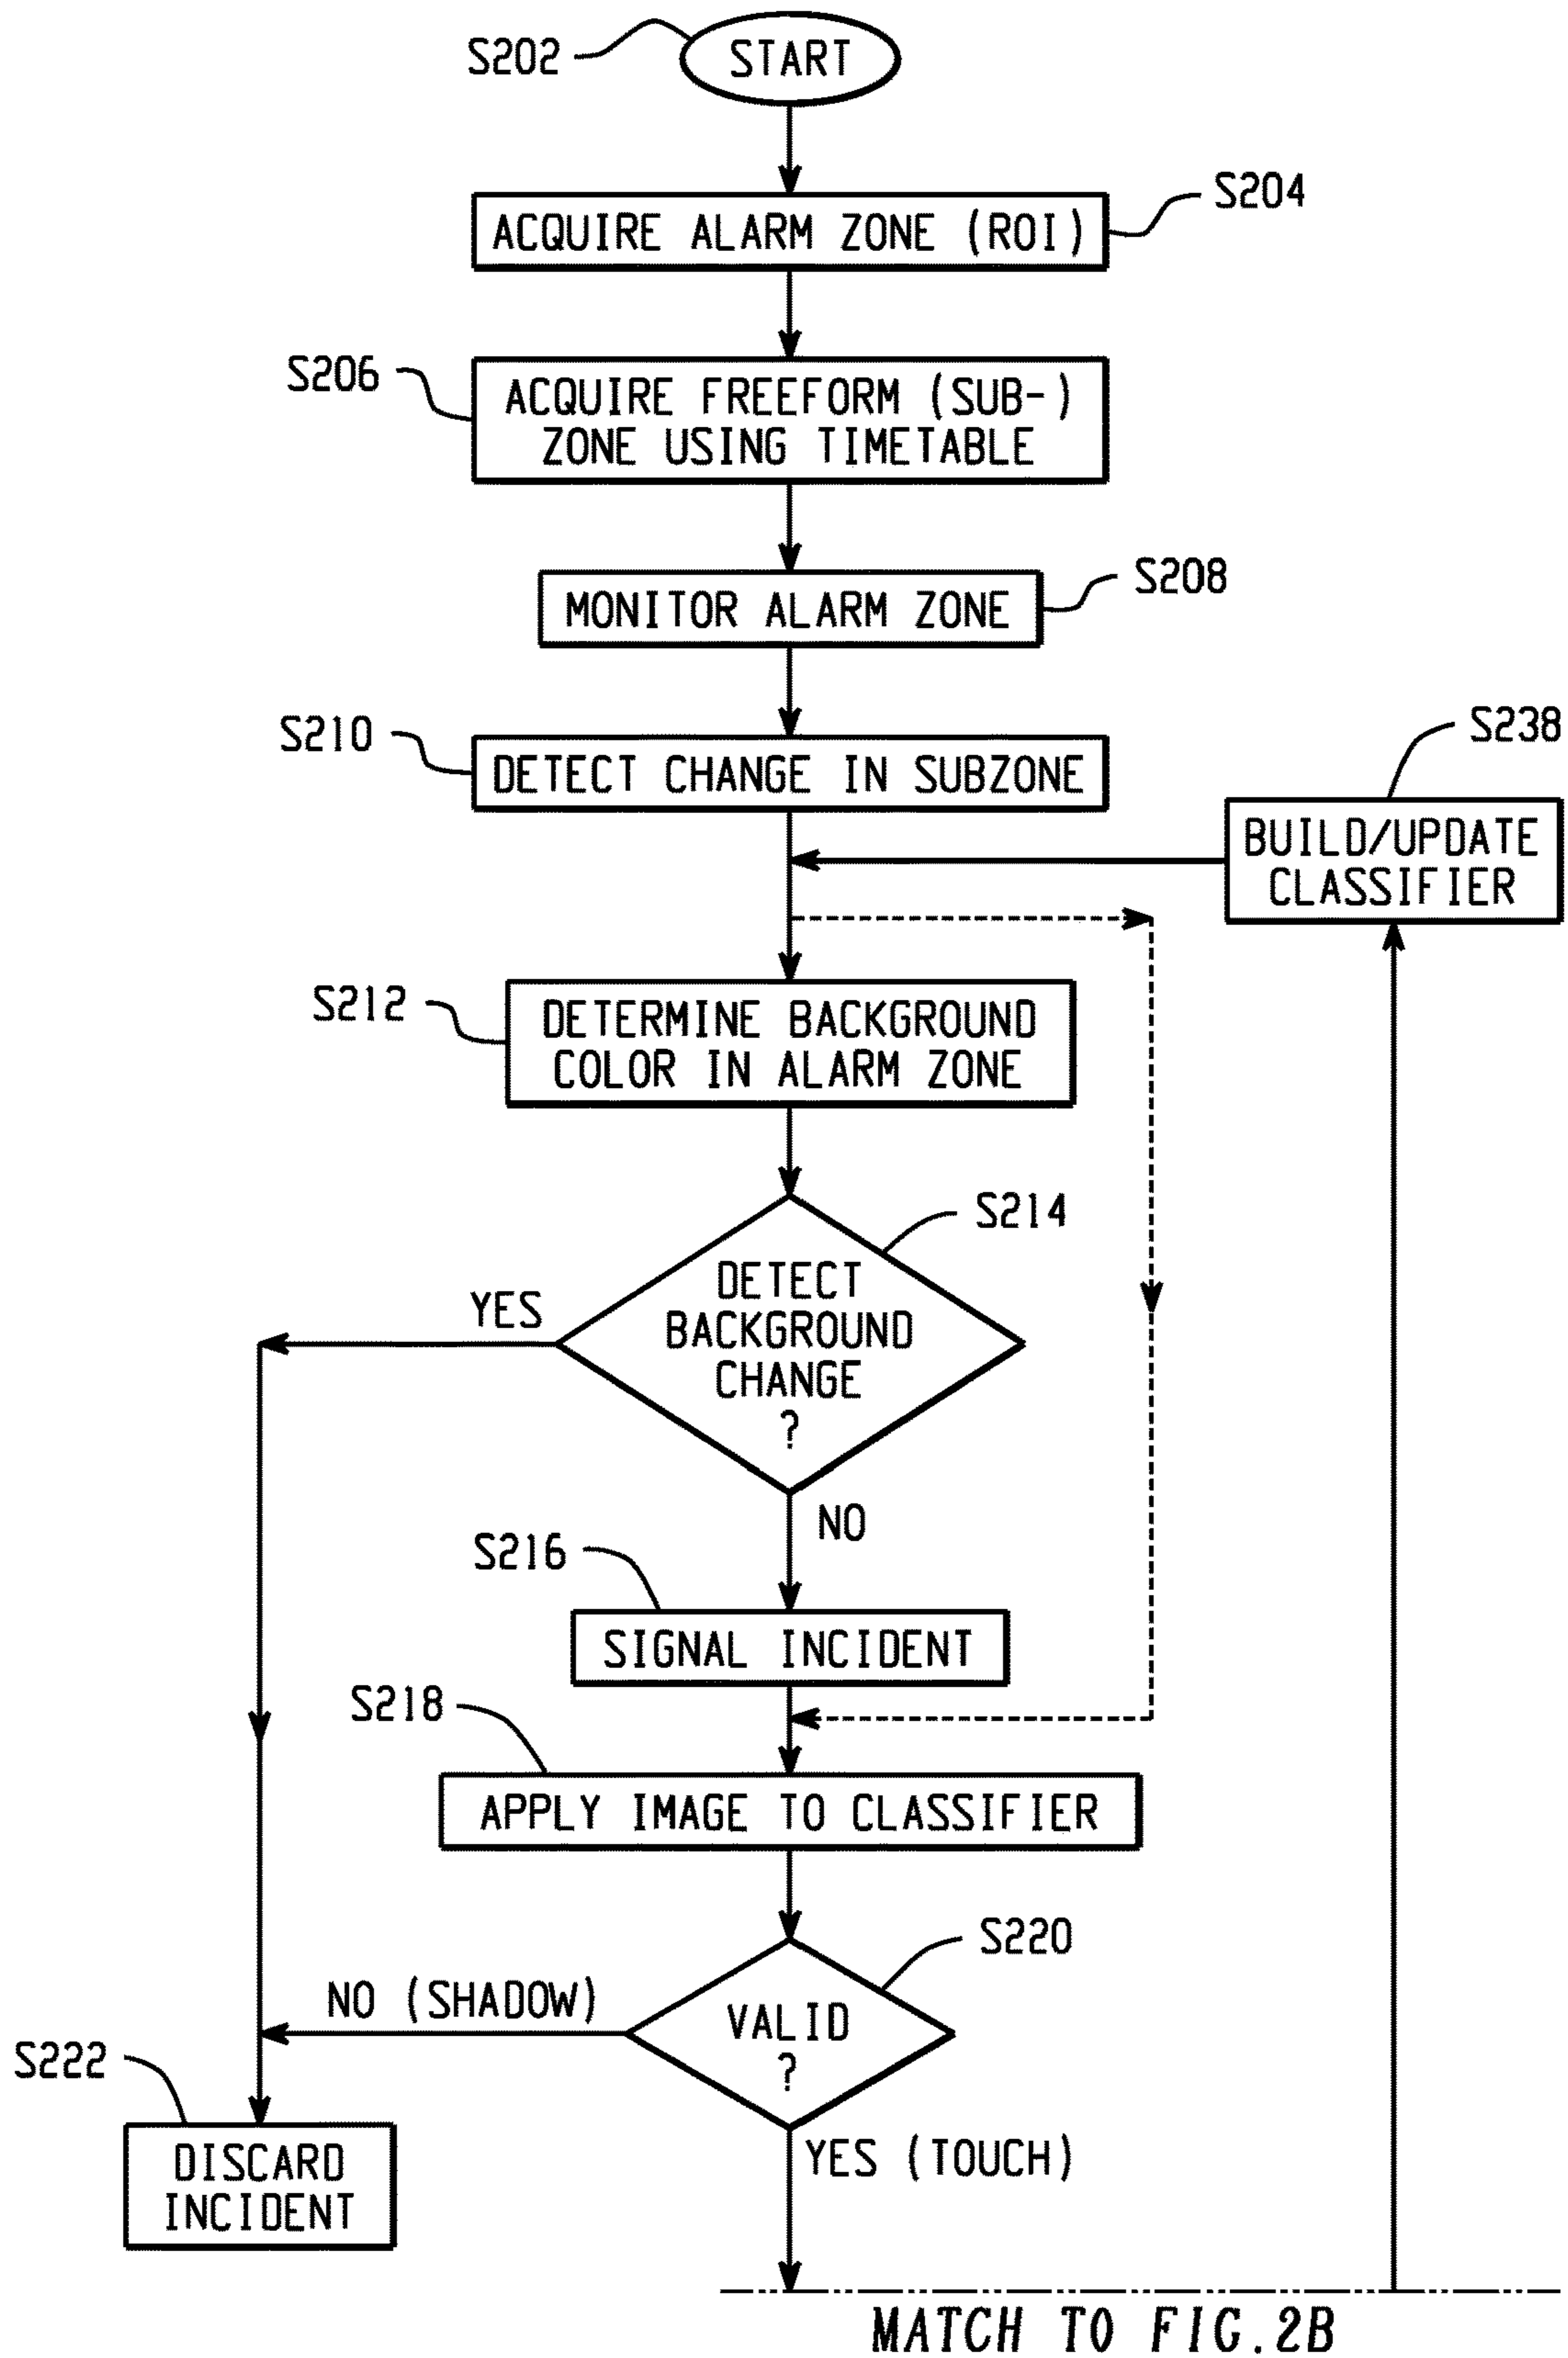 S202
START
S204
ACQUIRE ALARM ZONE (ROI)
S206
ACQUIRE FREEFORM (SUB-)
ZONE USING TIMETABLE
S208
MONITOR ALARM ZONE
S210
DETECT CHANGE IN SUBZONE
S238
BUILD/UPDATE
CLASSIFIER
S212
DETERMINE BACKGROUND
COLOR IN ALARM ZONE
S214
DETECT
BACKGROUND
CHANGE
?
YES
NO
S216
SIGNAL INCIDENT
S218
APPLY IMAGE TO CLASSIFIER
S220
VALID
?
NO (SHADOW)
S222
DISCARD
INCIDENT
YES (TOUCH)
MATCH TO FIG.2B